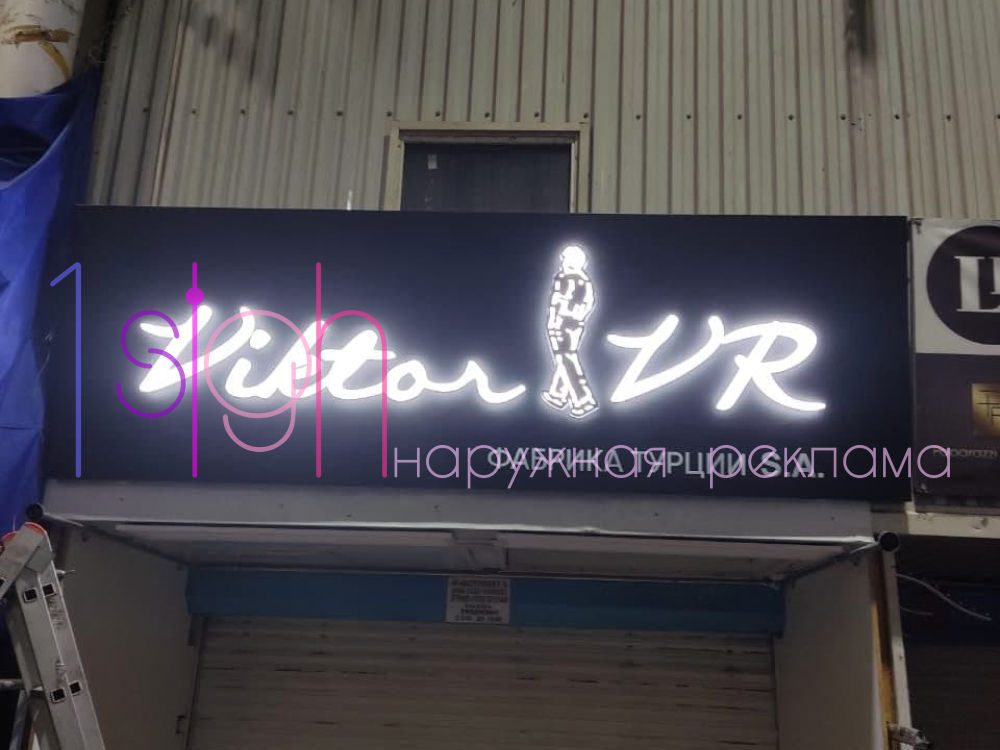 Viktor VR
ФАБРИКА ТУРЦИИ S.A.
1sign
наружная реклама